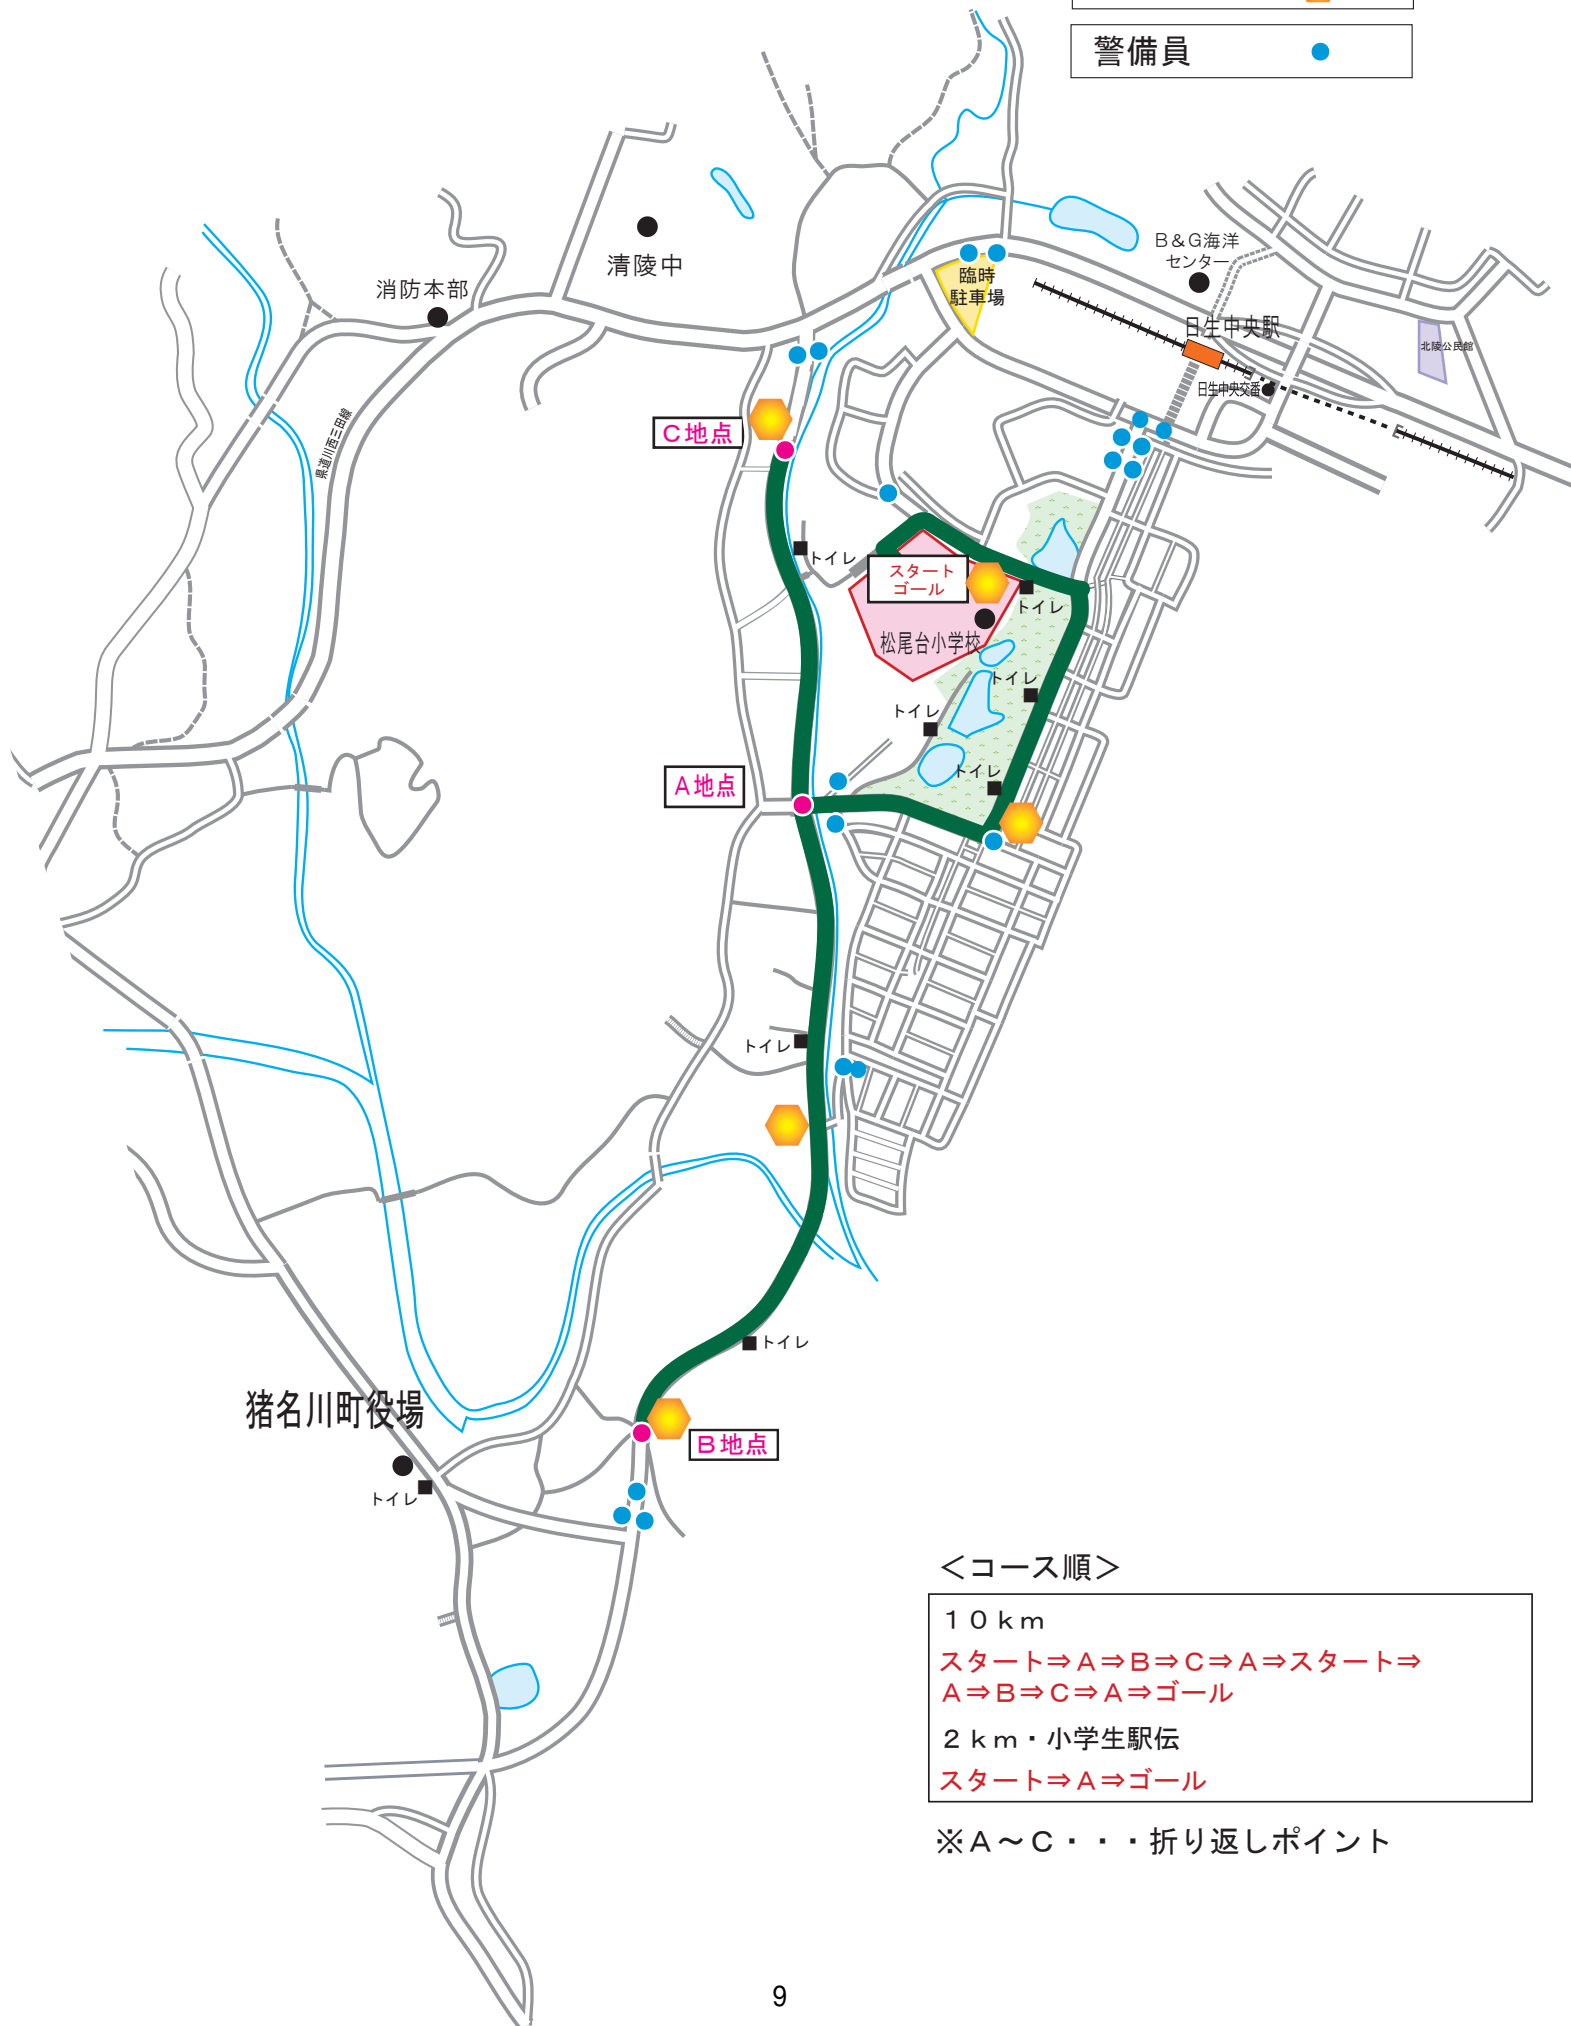 警備員
清陵中
消防本部
B＆G海洋
センター
臨時
駐車場
日生中央駅
北陵公民館
日生中央交番
県道川西三田線
C地点
トイレ
スタート
ゴール
トイレ
松尾台小学校
トイレ
トイレ
トイレ
A地点
トイレ
トイレ
猪名川町役場
B地点
トイレ
＜コース順＞
１０ｋｍ
スタート⇒A⇒B⇒C⇒A⇒スタート⇒
A⇒B⇒C⇒A⇒ゴール
２ｋｍ・小学生駅伝
スタート⇒A⇒ゴール
※A～C・・・折り返しポイント
9